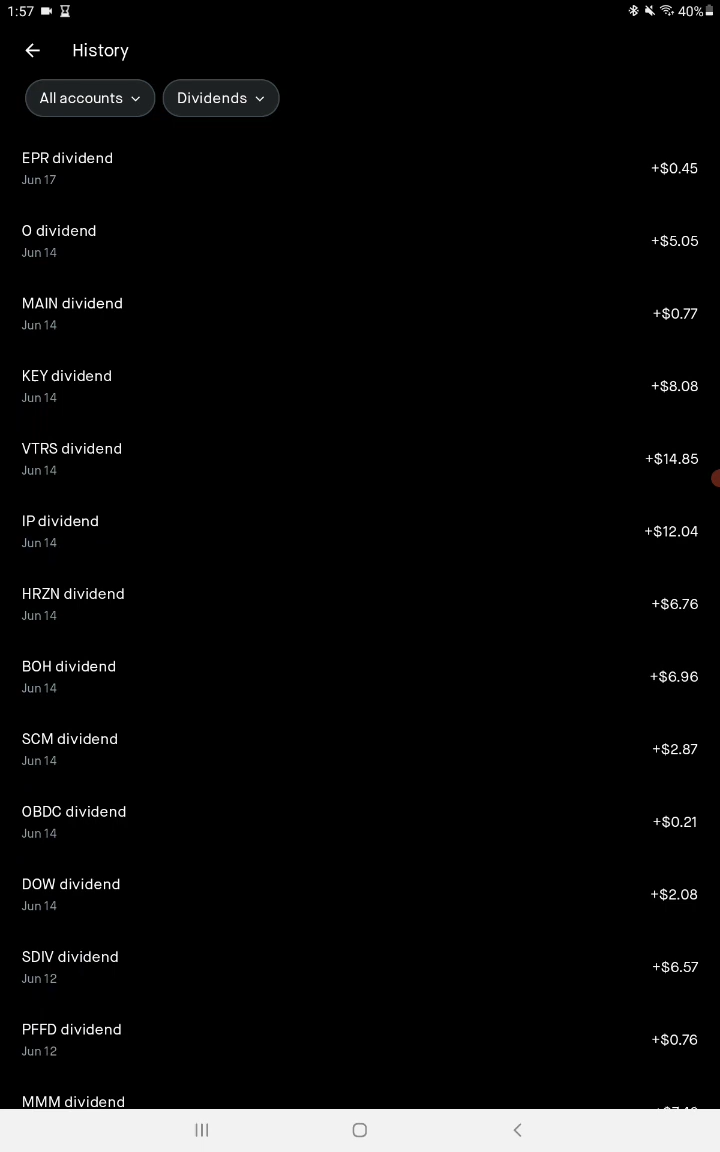 1:57
40%
History
All accounts
Dividends
EPR dividend
Jun 17
+$0.45
O dividend
Jun 14
+$5.05
MAIN dividend
Jun 14
+$0.77
KEY dividend
Jun 14
+$8.08
VTRS dividend
Jun 14
+$14.85
IP dividend
Jun 14
+$12.04
HRZN dividend
Jun 14
+$6.76
BOH dividend
Jun 14
+$6.96
SCM dividend
Jun 14
+$2.87
OBDC dividend
Jun 14
+$0.21
DOW dividend
Jun 14
+$2.08
SDIV dividend
Jun 12
+$6.57
PFFD dividend
Jun 12
+$0.76
MMM dividend